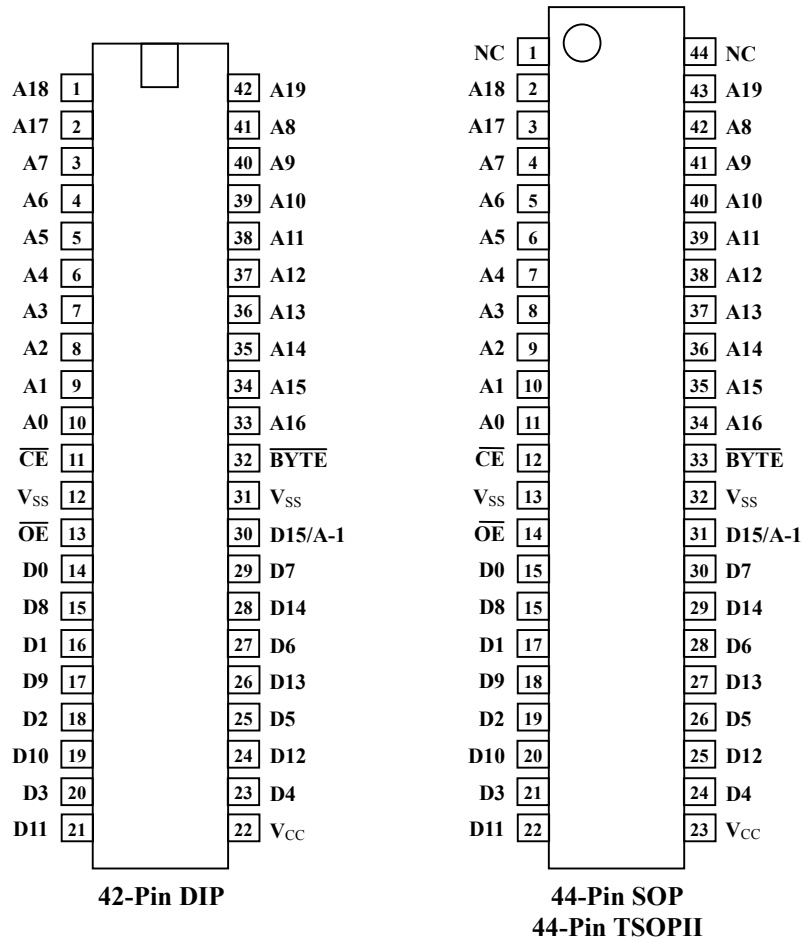 A18 1 42 A19
A17 2 41 A8
A7 3 40 A9
A6 4 39 A10
A5 5 38 A11
A4 6 37 A12
A3 7 36 A13
A2 8 35 A14
A1 9 34 A15
A0 10 33 A16
C̅E̅ 11 32 B̅Y̅T̅E̅
VSS 12 31 VSS
O̅E̅ 13 30 D15/A-1
D0 14 29 D7
D8 15 28 D14
D1 16 27 D6
D9 17 26 D13
D2 18 25 D5
D10 19 24 D12
D3 20 23 D4
D11 21 22 VCC
42-Pin DIP
NC 1 44 NC
A18 2 43 A19
A17 3 42 A8
A7 4 41 A9
A6 5 40 A10
A5 6 39 A11
A4 7 38 A12
A3 8 37 A13
A2 9 36 A14
A1 10 35 A15
A0 11 34 A16
C̅E̅ 12 33 B̅Y̅T̅E̅
VSS 13 32 VSS
O̅E̅ 14 31 D15/A-1
D0 15 30 D7
D8 15 29 D14
D1 17 28 D6
D9 18 27 D13
D2 19 26 D5
D10 20 25 D12
D3 21 24 D4
D11 22 23 VCC
44-Pin SOP
44-Pin TSOPII